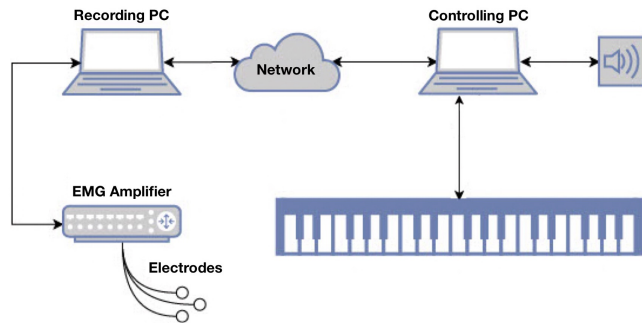 Recording PC
Controlling PC
Network
EMG Amplifier
Electrodes